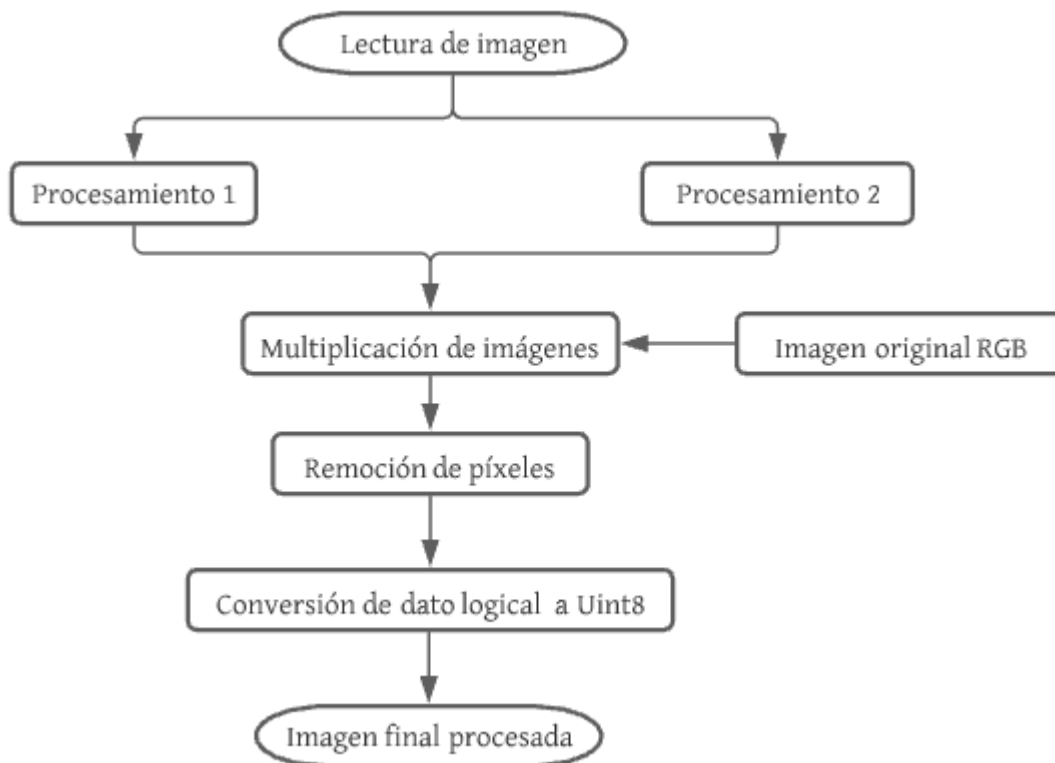 Lectura de imagen
Procesamiento 1
Procesamiento 2
Multiplicación de imágenes
Imagen original RGB
Remoción de píxeles
Conversión de dato logical a Uint8
Imagen final procesada